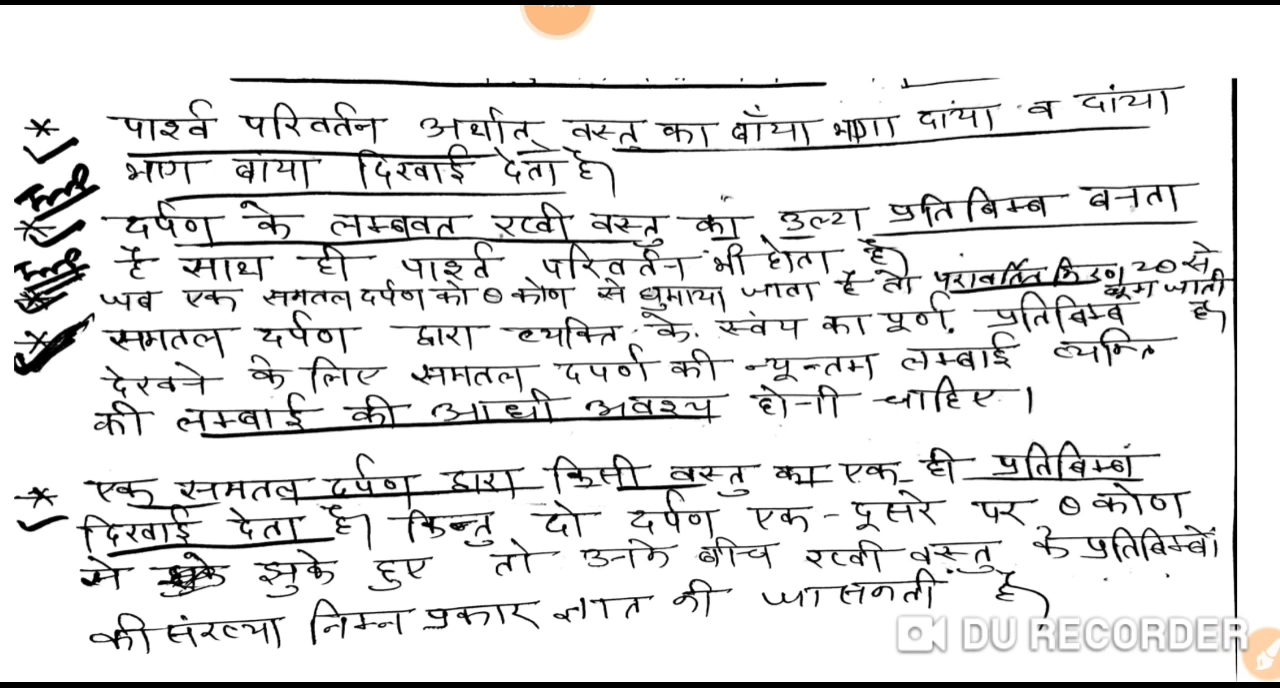 * पार्श्व परिवर्तन अर्थात वस्तु का बाँया भाग दांया व दांया
भाग बांया दिखाई देता है।
Imp
* दर्पण के लम्बवत रखी वस्तु का उल्टा प्रतिबिम्ब बनता
है साथ ही पार्श्व परिवर्तन भी होता है
Imp
* जब एक समतल दर्पण को θ कोण से घुमाया जाता है तो परावर्तित किरण 2θ से घूम जाती है।
* समतल दर्पण द्वारा व्यक्ति के स्वंय का पूर्ण प्रतिबिम्ब
देखने के लिए समतल दपर्ण की न्यूनतम लम्बाई व्यक्ति
की लम्बाई की आधी अवश्य होनी चाहिए।
* एक समतल दर्पण द्वारा किसी वस्तु का एक ही प्रतिबिम्ब
दिखाई देता है। किन्तु दो दर्पण एक-दूसरे पर θ कोण
से झुके हुए तो उनके बीच रखी वस्तु के प्रतिबिम्बों
की संख्या निम्न प्रकार ज्ञात की जा सकती है
DU RECORDER